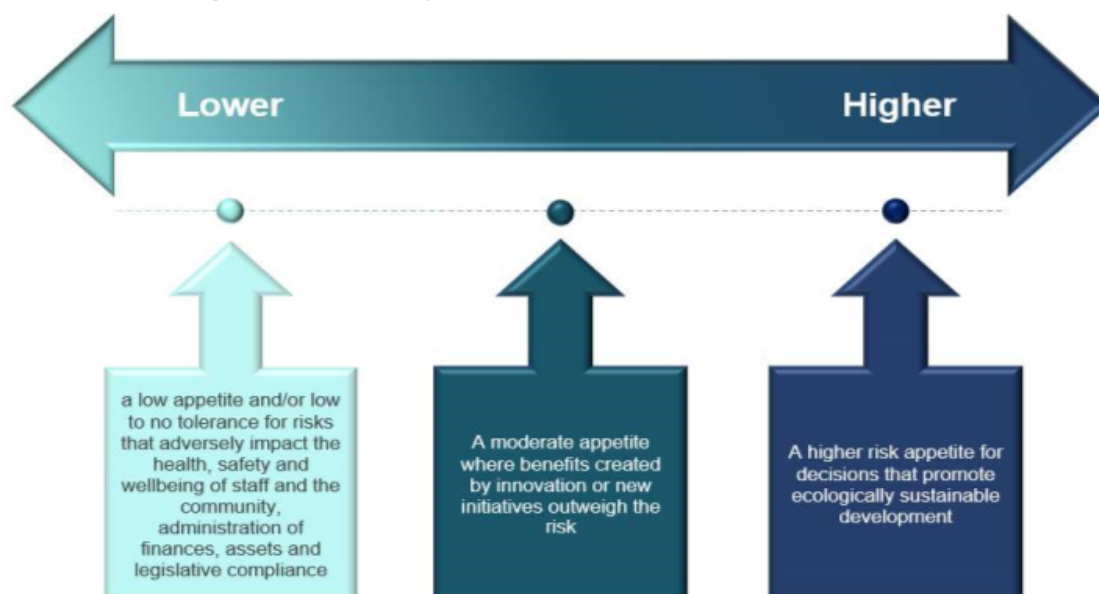 Lower
Higher
a low appetite and/or low
to no tolerance for risks
that adversely impact the
health, safety and
wellbeing of staff and the
community,
administration of
finances, assets and
legislative compliance
A moderate appetite
where benefits created
by innovation or new
initiatives outweigh the
risk
A higher risk appetite for
decisions that promote
ecologically sustainable
development